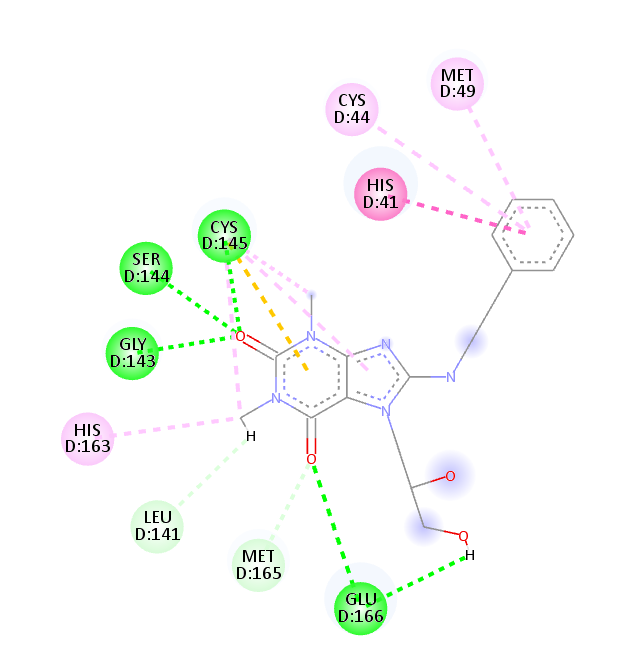 MET
D:49
CYS
D:44
HIS
D:41
CYS
D:145
SER
D:144
GLY
D:143
O
N
N
N
N
N
O
H
HIS
D:163
O
O
LEU
D:141
MET
D:165
O
H
GLU
D:166